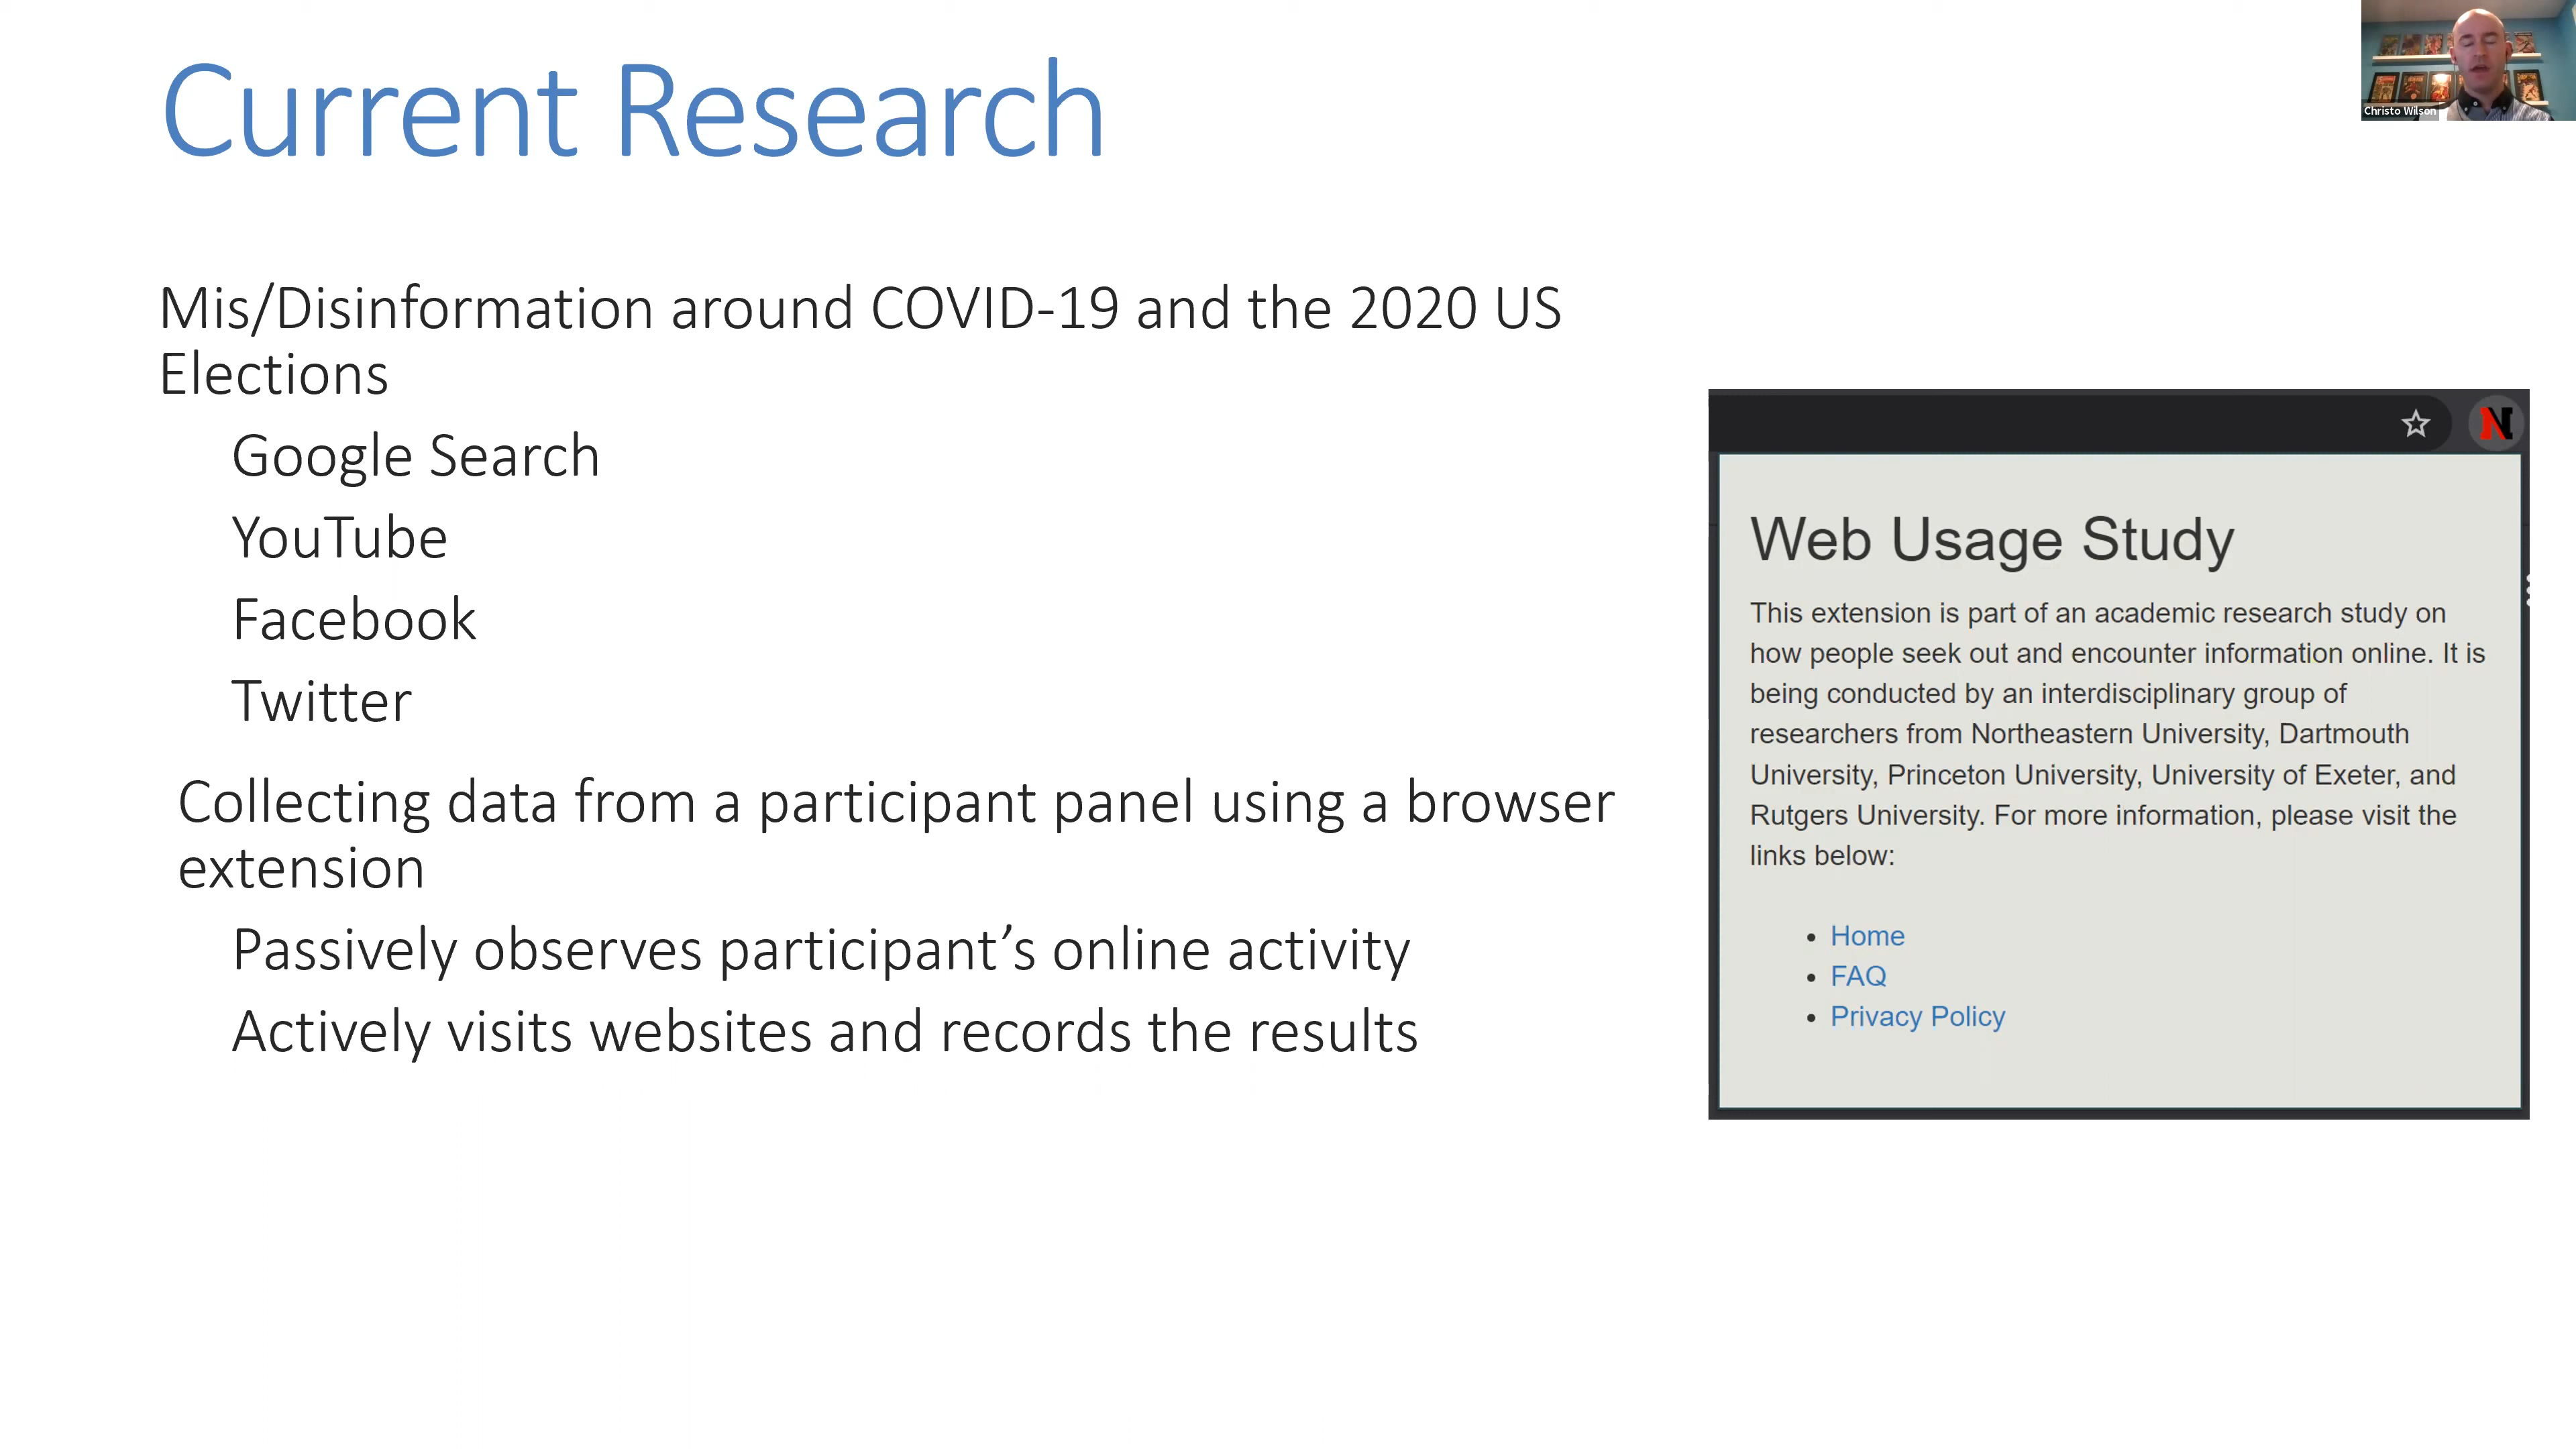 Current Research
Christo Wilson
Mis/Disinformation around COVID-19 and the 2020 US
Elections
Google Search
YouTube
Facebook
Twitter
Collecting data from a participant panel using a browser
extension
Passively observes participant’s online activity
Actively visits websites and records the results
N
Web Usage Study
This extension is part of an academic research study on
how people seek out and encounter information online. It is
being conducted by an interdisciplinary group of
researchers from Northeastern University, Dartmouth
University, Princeton University, University of Exeter, and
Rutgers University. For more information, please visit the
links below:
• Home
• FAQ
• Privacy Policy